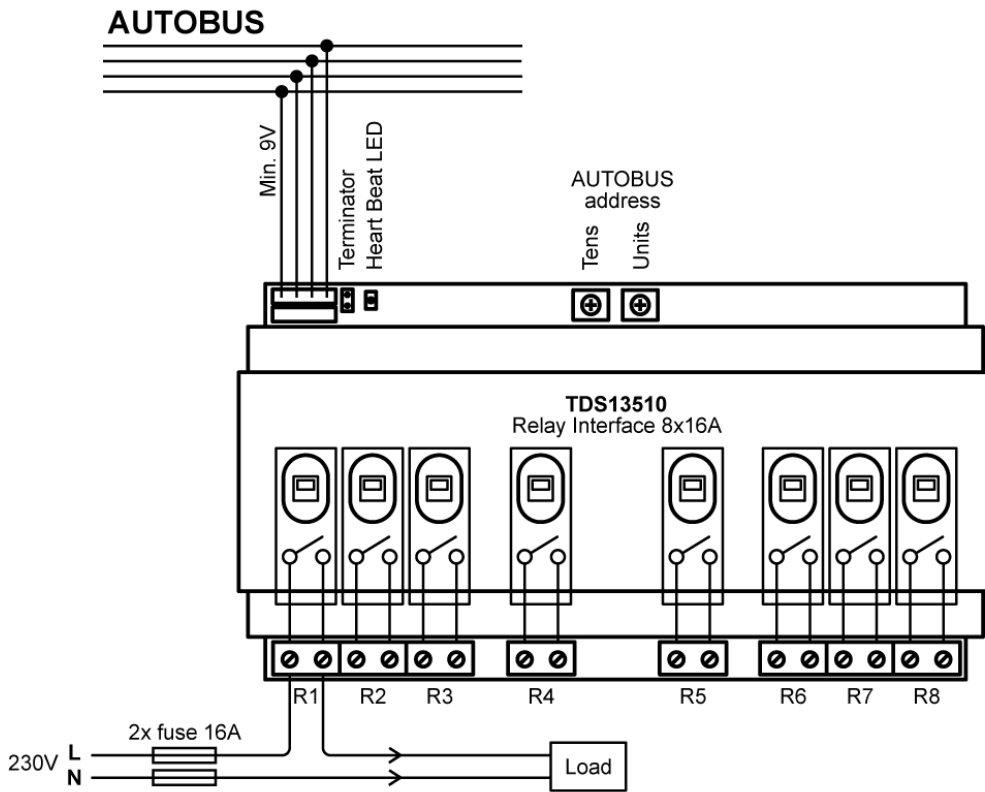 AUTOBUS
Min. 9V
Terminator
Heart Beat LED
AUTOBUS
address
Tens
Units
TDS13510
Relay Interface 8x16A
R1
R2
R3
R4
R5
R6
R7
R8
2x fuse 16A
230V
L
N
Load